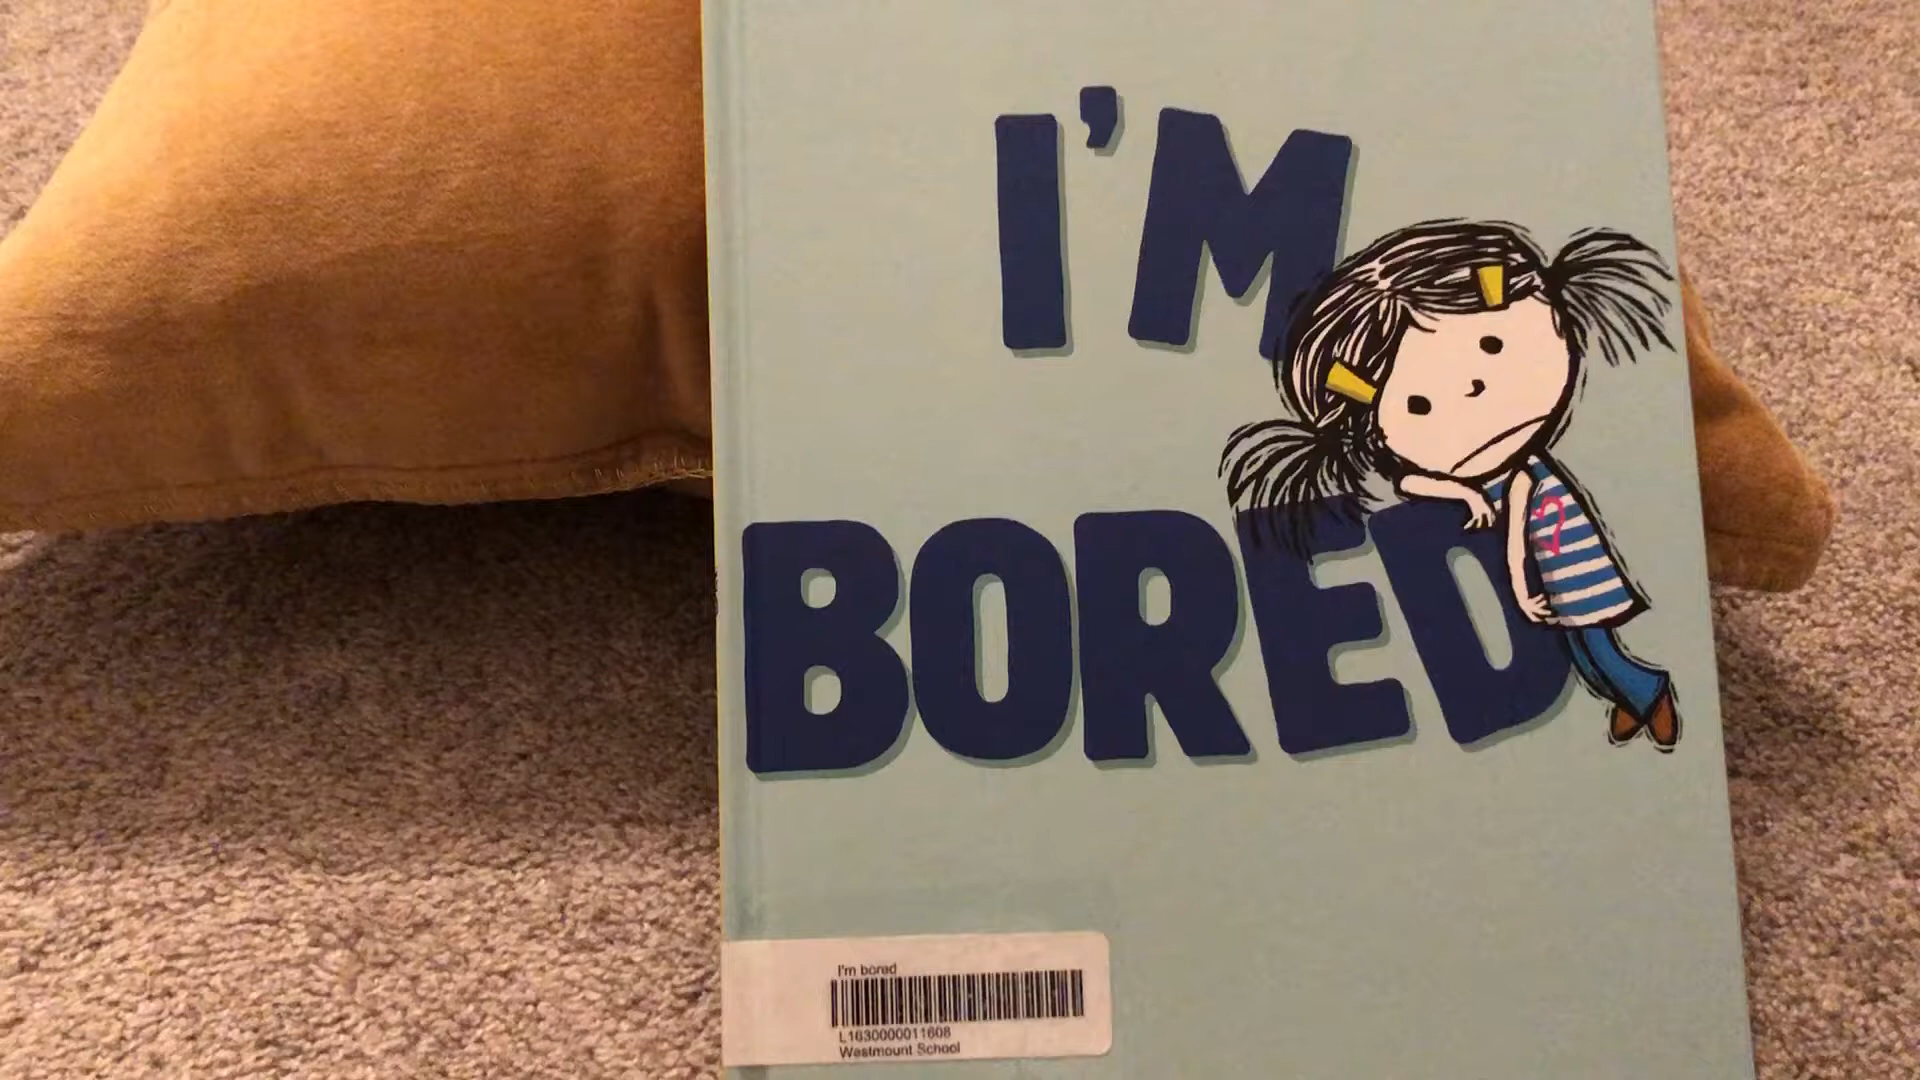 I'M
BORED
I'm bored
L1630000011608
Westmount School